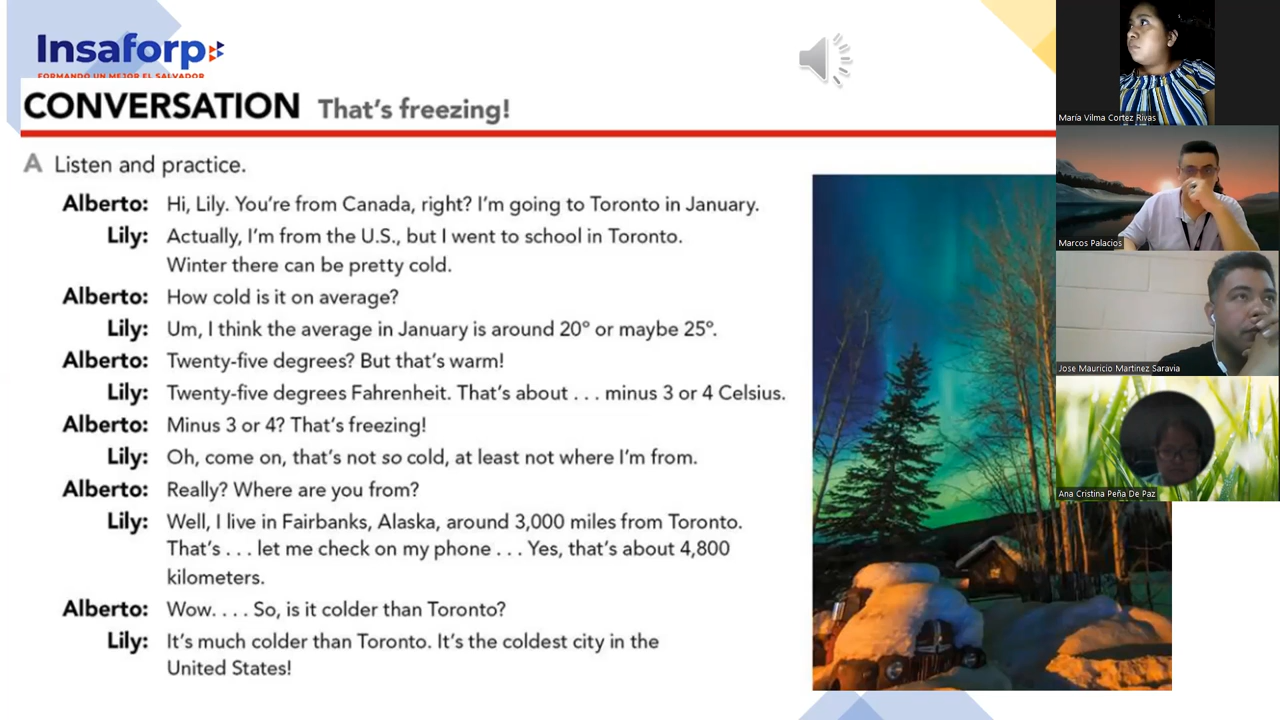 Insaforp
FORMANDO UN MEJOR EL SALVADOR
CONVERSATION That's freezing!
A Listen and practice.
Alberto: Hi, Lily. You're from Canada, right? I'm going to Toronto in January.
Lily: Actually, I'm from the U.S., but I went to school in Toronto.
Winter there can be pretty cold.
Alberto: How cold is it on average?
Lily: Um, I think the average in January is around 20º or maybe 25º.
Alberto: Twenty-five degrees? But that's warm!
Lily: Twenty-five degrees Fahrenheit. That's about . . . minus 3 or 4 Celsius.
Alberto: Minus 3 or 4? That's freezing!
Lily: Oh, come on, that's not so cold, at least not where I'm from.
Alberto: Really? Where are you from?
Lily: Well, I live in Fairbanks, Alaska, around 3,000 miles from Toronto.
That's . . . let me check on my phone . . . Yes, that's about 4,800
kilometers.
Alberto: Wow. . . . So, is it colder than Toronto?
Lily: It's much colder than Toronto. It's the coldest city in the
United States!
María Vilma Cortez Rivas
Marcos Palacios
Jose Mauricio Martinez Saravia
Ana Cristina Peña De Paz